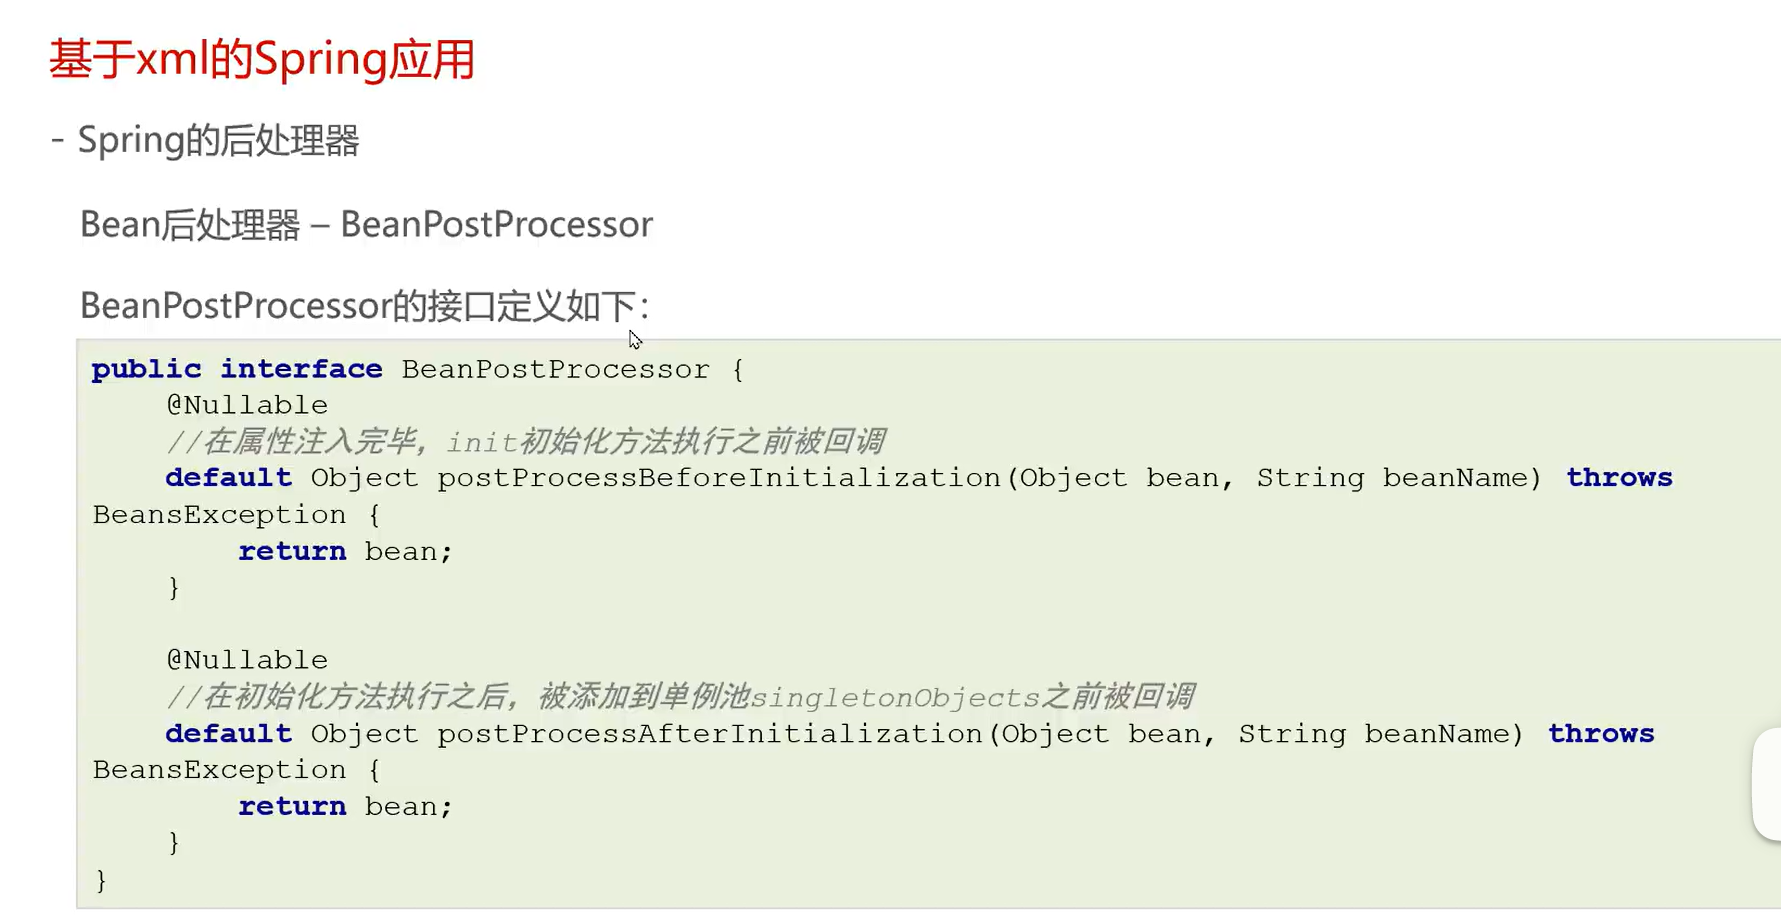 基于xml的Spring应用
- Spring的后处理器
Bean后处理器 – BeanPostProcessor
BeanPostProcessor的接口定义如下：
public interface BeanPostProcessor {
@Nullable
//在属性注入完毕，init初始化方法执行之前被回调
default Object postProcessBeforeInitialization(Object bean, String beanName) throws
BeansException {
return bean;
}
@Nullable
//在初始化方法执行之后，被添加到单例池singletonObjects之前被回调
default Object postProcessAfterInitialization(Object bean, String beanName) throws
BeansException {
return bean;
}
}